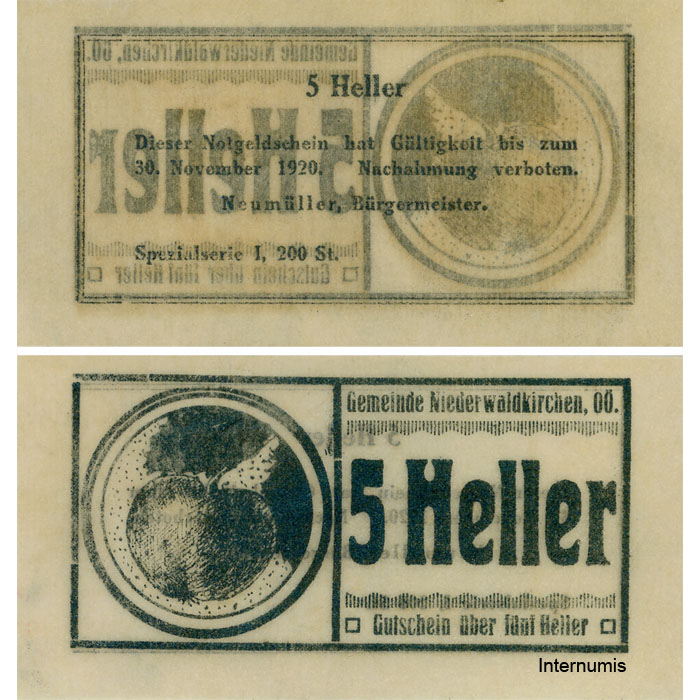 5 Heller
Dieser Notgeldschein hat Gültigkeit bis zum
30. November 1920. Nachahmung verboten.
Neumüller, Bürgermeister.
Spezialserie I, 200 St.
Gemeinde Niederwaldkirchen, OÖ.
5 Heller
Gutschein über fünf Heller
Internumis